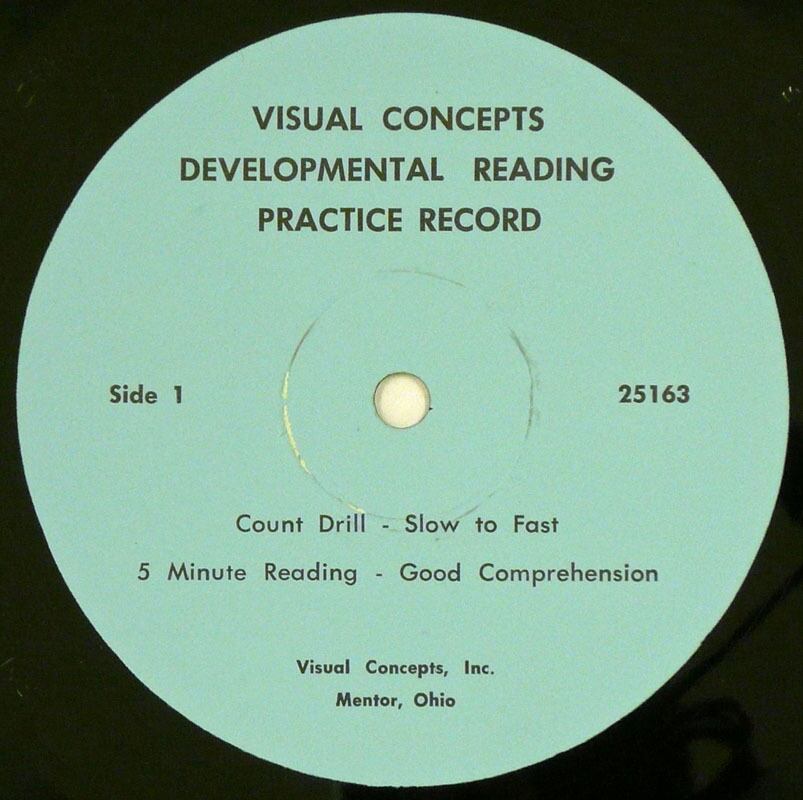 VISUAL CONCEPTS
DEVELOPMENTAL READING
PRACTICE RECORD
Side 1
25163
Count Drill - Slow to Fast
5 Minute Reading - Good Comprehension
Visual Concepts, Inc.
Mentor, Ohio